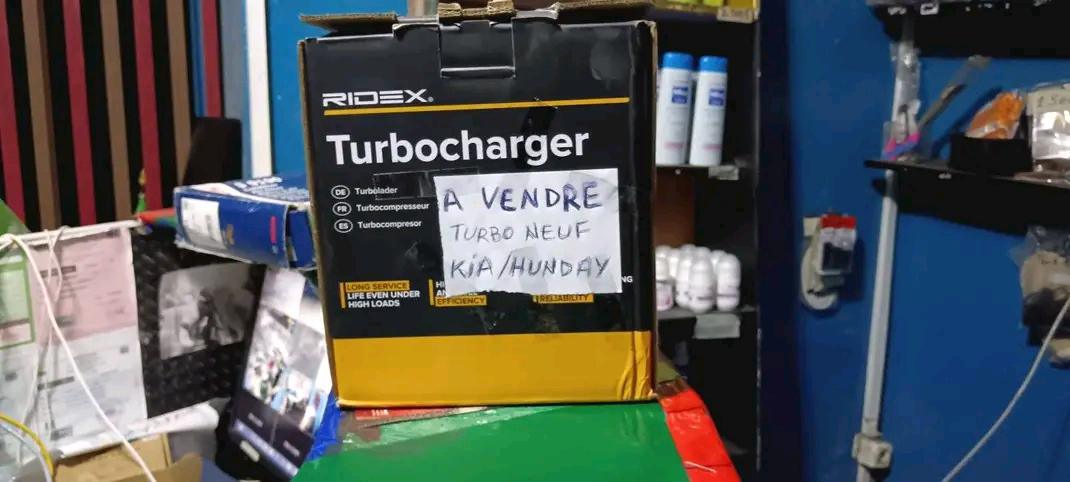 RIDEX®
Turbocharger
DE Turbolader
FR Turbocompresseur
ES Turbocompresor
A VENDRE
TURBO NEUF
KiA/HUNDAY
LONG SERVICE
LIFE EVEN UNDER
HIGH LOADS
EFFICIENCY
RELIABILITY